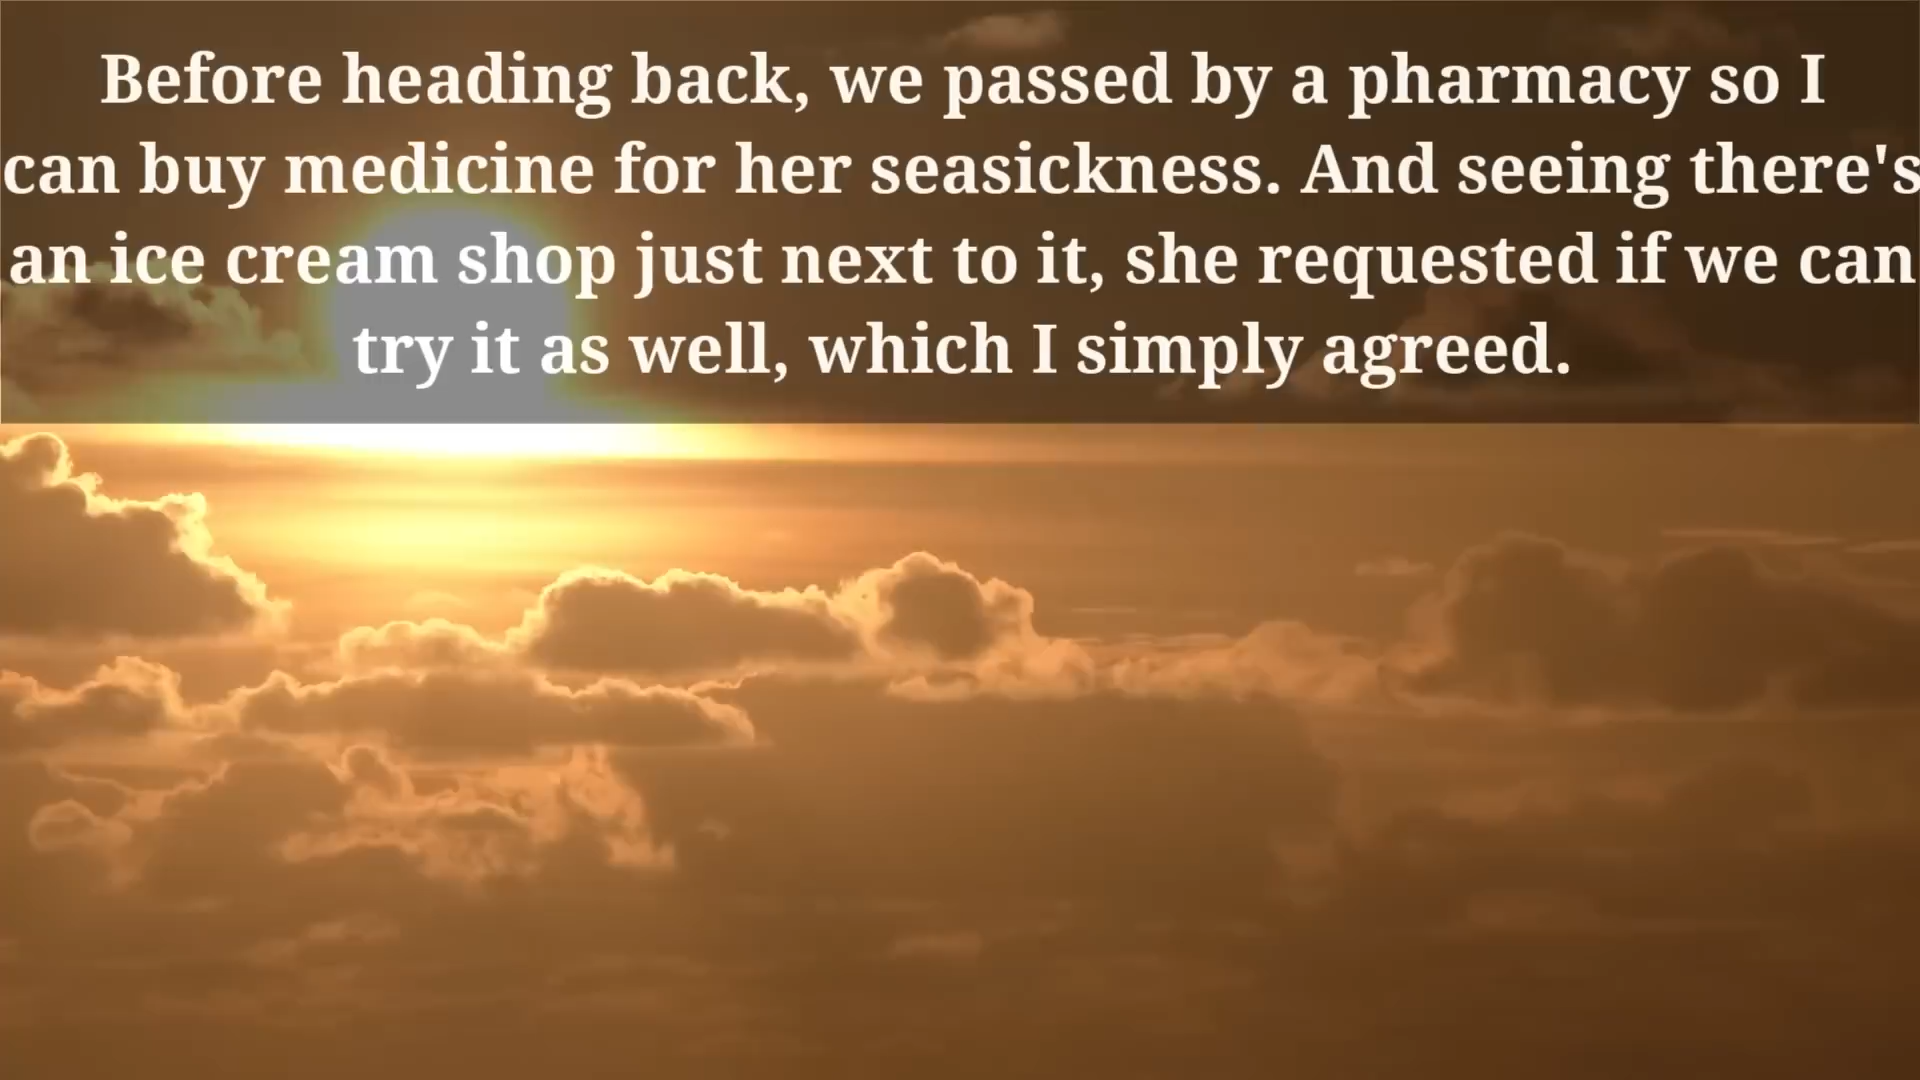 Before heading back, we passed by a pharmacy so I
can buy medicine for her seasickness. And seeing there's
an ice cream shop just next to it, she requested if we can
try it as well, which I simply agreed.